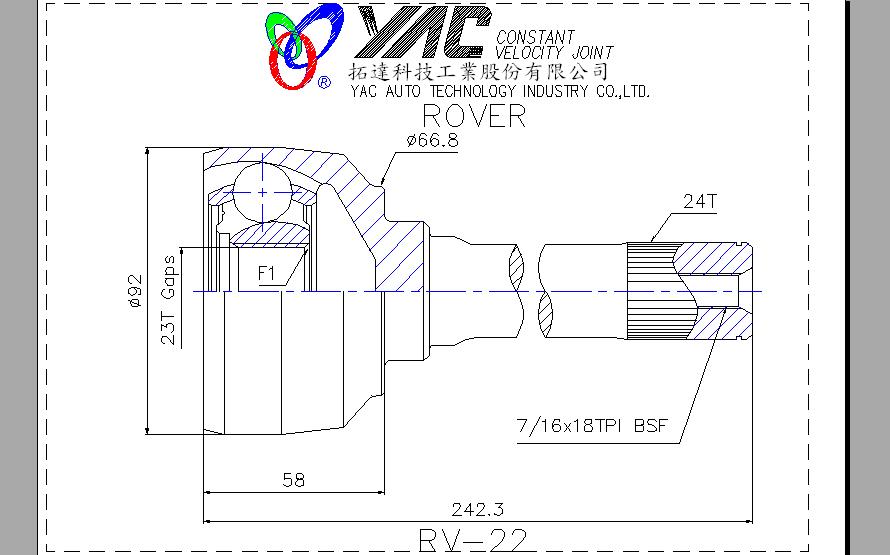 YAC
CONSTANT
VELOCITY JOINT
®
拓達科技工業股份有限公司
YAC AUTO TECHNOLOGY INDUSTRY CO.,LTD.
ROVER
ø66.8
24T
F1
ø92
23T Gaps
7/16x18TPI BSF
58
242.3
RV-22